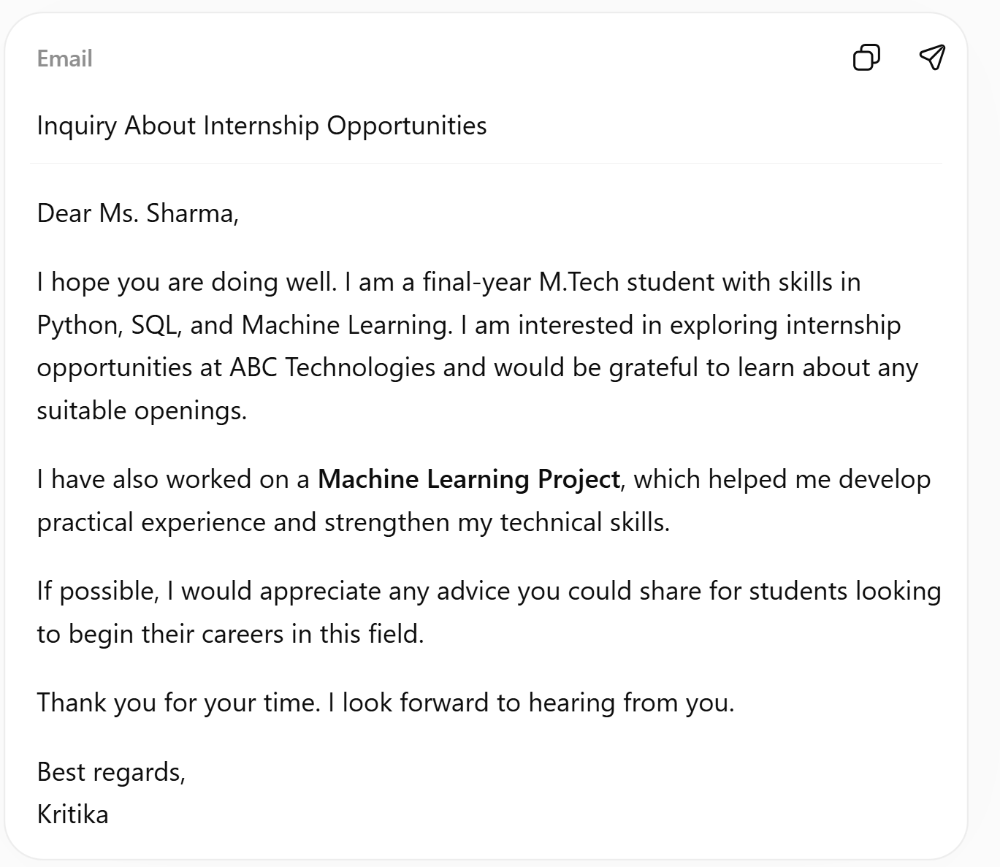 Email
Inquiry About Internship Opportunities
Dear Ms. Sharma,
I hope you are doing well. I am a final-year M.Tech student with skills in
Python, SQL, and Machine Learning. I am interested in exploring internship
opportunities at ABC Technologies and would be grateful to learn about any
suitable openings.
I have also worked on a Machine Learning Project, which helped me develop
practical experience and strengthen my technical skills.
If possible, I would appreciate any advice you could share for students looking
to begin their careers in this field.
Thank you for your time. I look forward to hearing from you.
Best regards,
Kritika